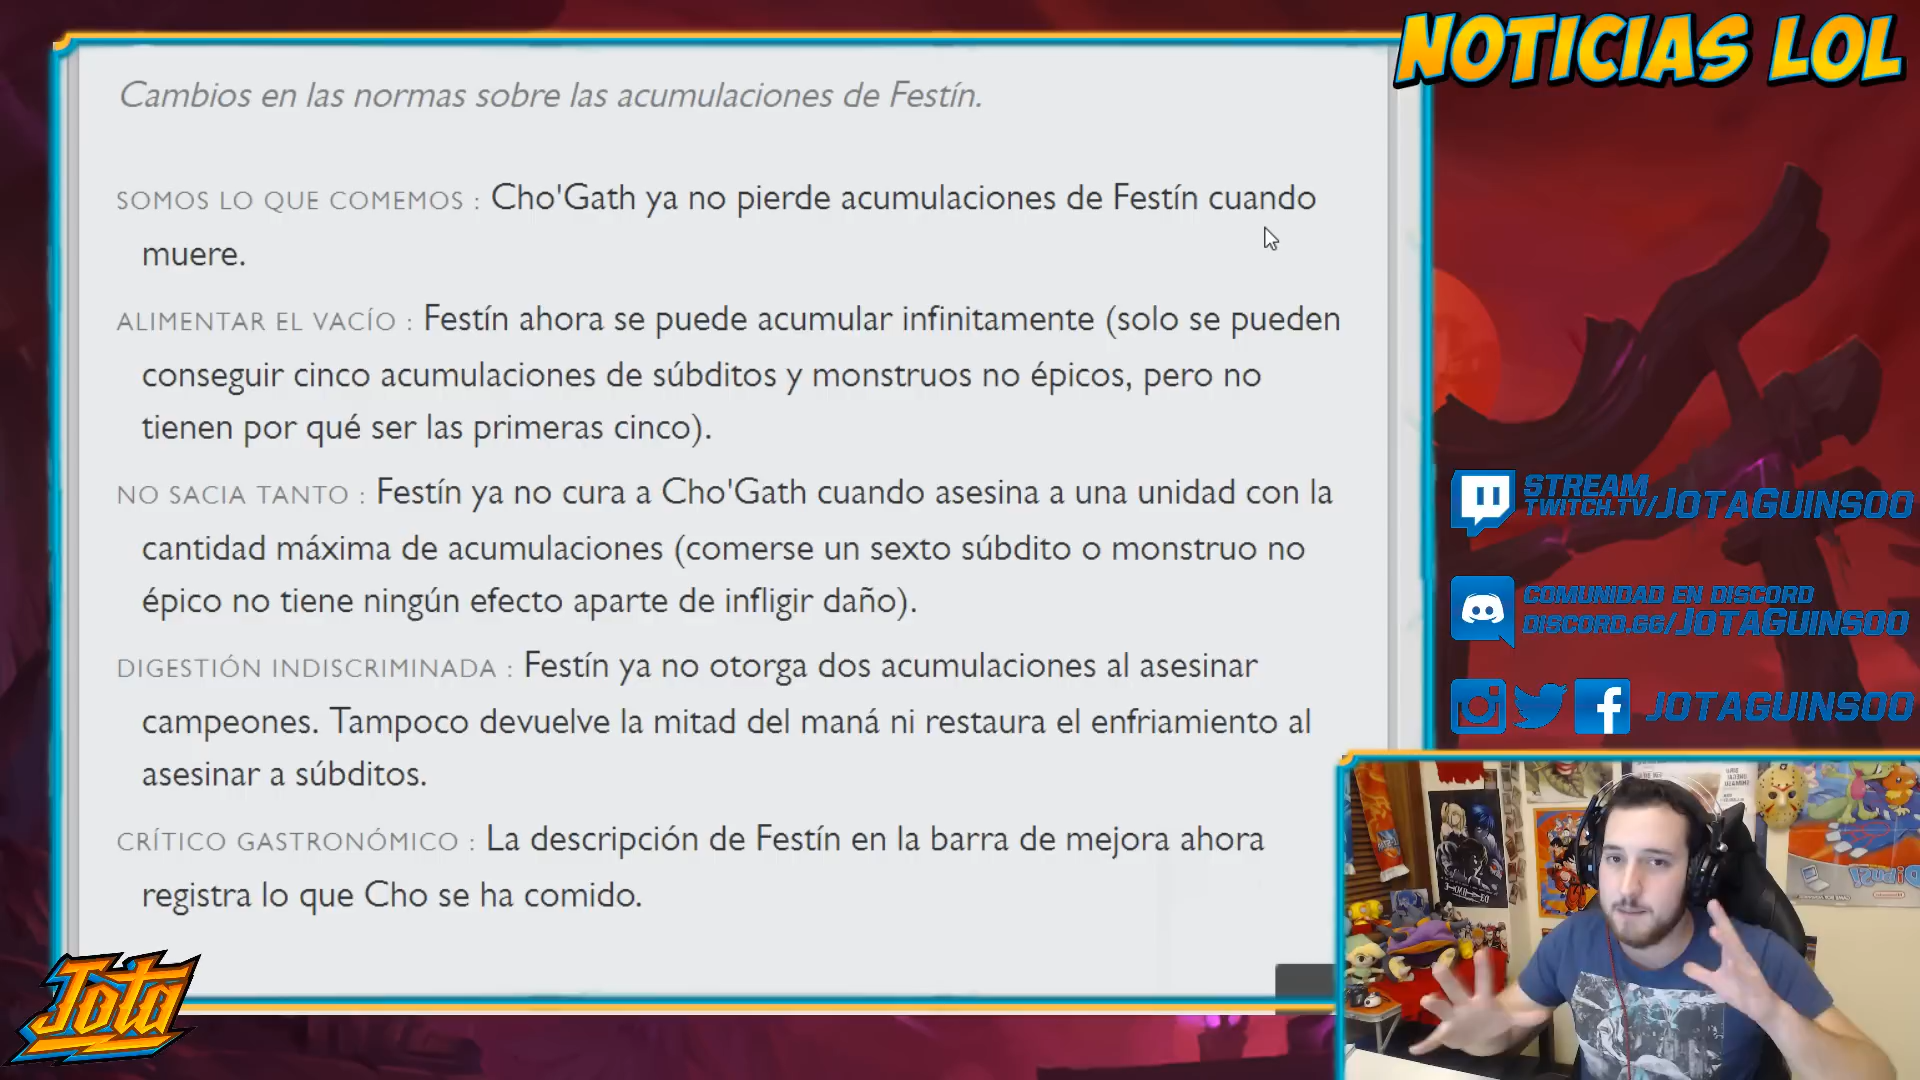 NOTICIAS LOL
Cambios en las normas sobre las acumulaciones de Festín.
SOMOS LO QUE COMEMOS : Cho'Gath ya no pierde acumulaciones de Festín cuando
muere.
ALIMENTAR EL VACÍO : Festín ahora se puede acumular infinitamente (solo se pueden
conseguir cinco acumulaciones de súbditos y monstruos no épicos, pero no
tienen por qué ser las primeras cinco).
NO SACIA TANTO : Festín ya no cura a Cho'Gath cuando asesina a una unidad con la
cantidad máxima de acumulaciones (comerse un sexto súbdito o monstruo no
épico no tiene ningún efecto aparte de infligir daño).
DIGESTIÓN INDISCRIMINADA : Festín ya no otorga dos acumulaciones al asesinar
campeones. Tampoco devuelve la mitad del maná ni restaura el enfriamiento al
asesinar a súbditos.
CRÍTICO GASTRONÓMICO : La descripción de Festín en la barra de mejora ahora
registra lo que Cho se ha comido.
STREAM
TWITCH.TV/JOTAGUINSOO
COMUNIDAD EN DISCORD
DISCORD.GG/JOTAGUINSOO
JOTAGUINSOO
Jota